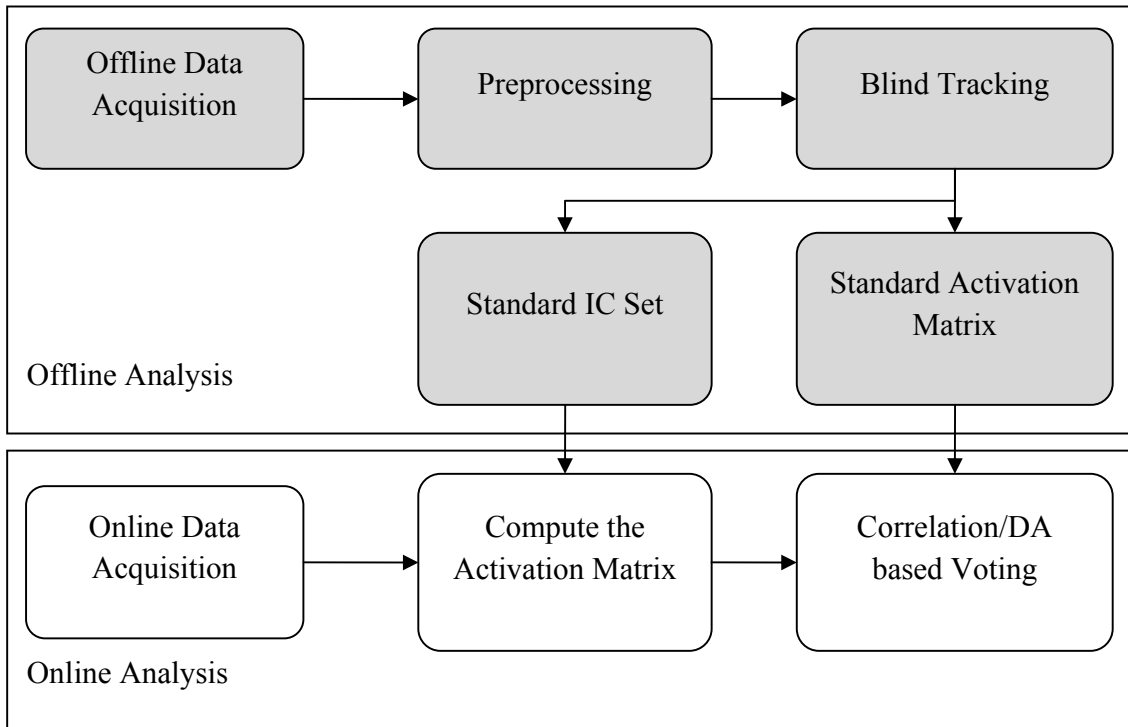 Offline Data
Acquisition
Preprocessing
Blind Tracking
Standard IC Set
Standard Activation
Matrix
Offline Analysis
Online Data
Acquisition
Compute the
Activation Matrix
Correlation/DA
based Voting
Online Analysis